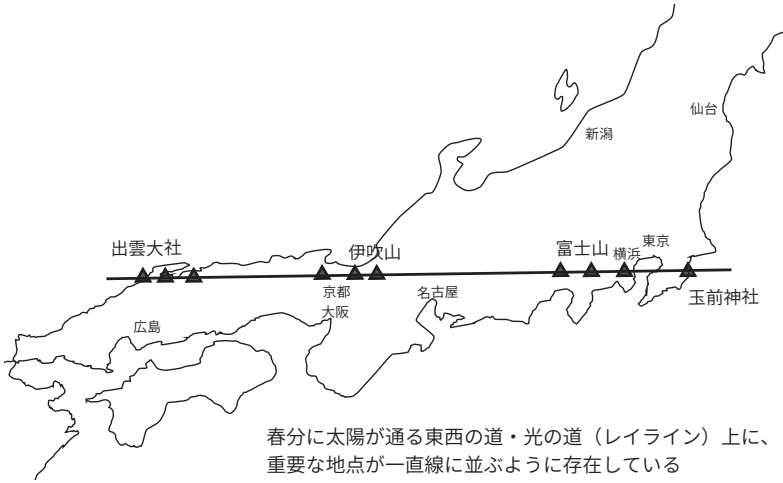 仙台
新潟
東京
出雲大社
伊吹山
富士山
横浜
京都
名古屋
玉前神社
大阪
広島
春分に太陽が通る東西の道・光の道（レイライン）上に、
重要な地点が一直線に並ぶように存在している